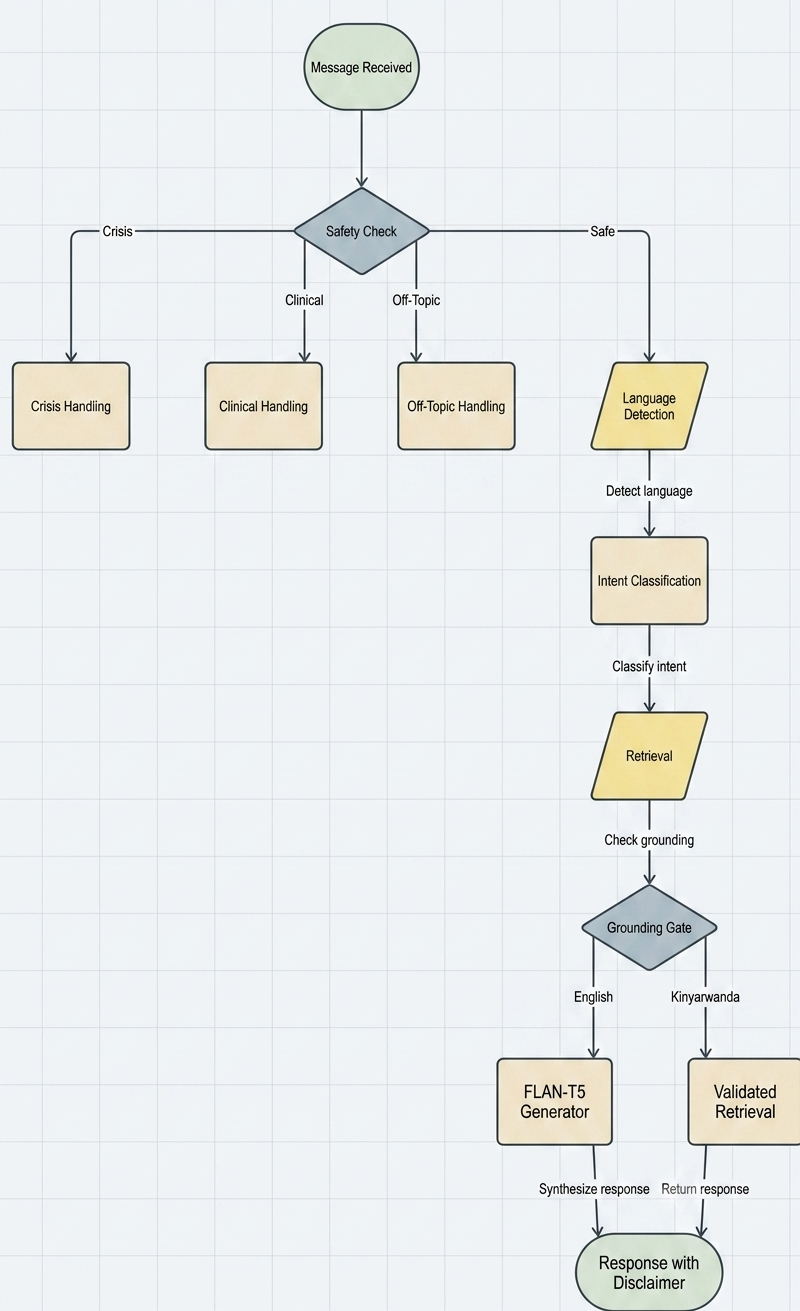 Message Received
Safety Check
Crisis
Safe
Clinical
Off-Topic
Crisis Handling
Clinical Handling
Off-Topic Handling
Language
Detection
Detect language
Intent Classification
Classify intent
Retrieval
Check grounding
Grounding Gate
English
Kinyarwanda
FLAN-T5
Generator
Validated
Retrieval
Synthesize response
Return response
Response with
Disclaimer